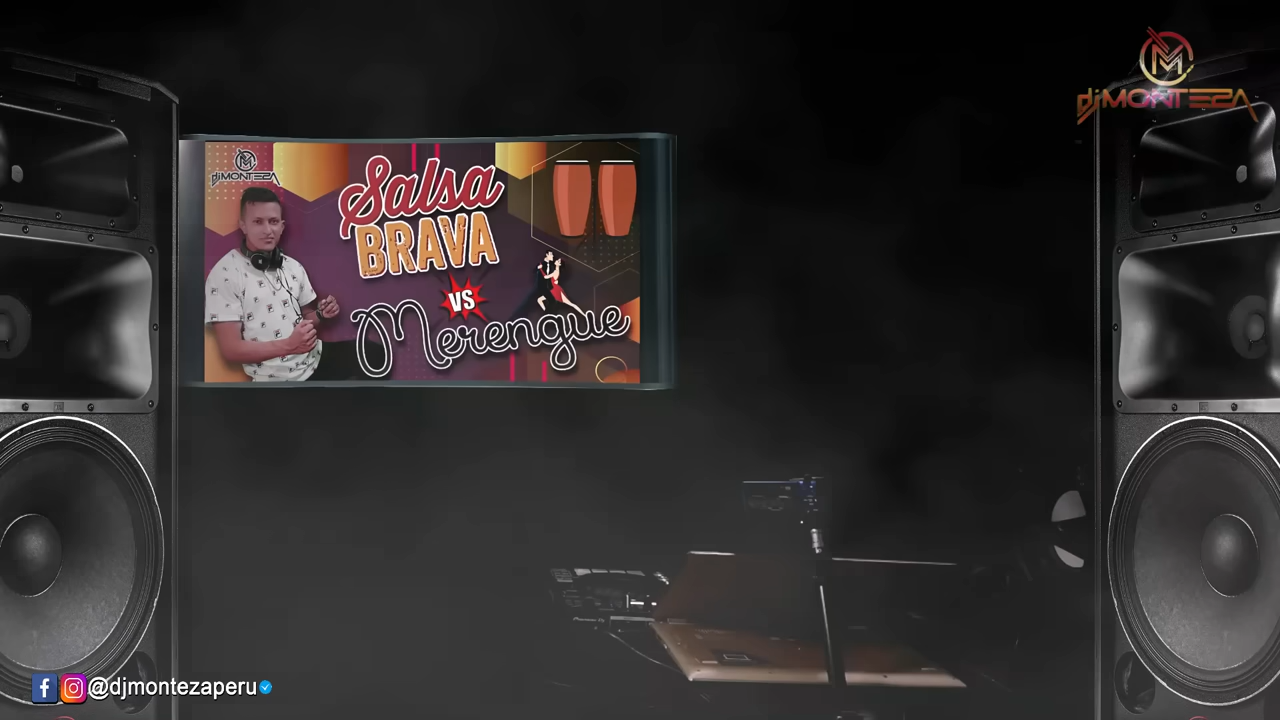 djMONTEZA
djMONTEZA
Salsa
BRAVA
vs
Merengue
@djmontezaperu